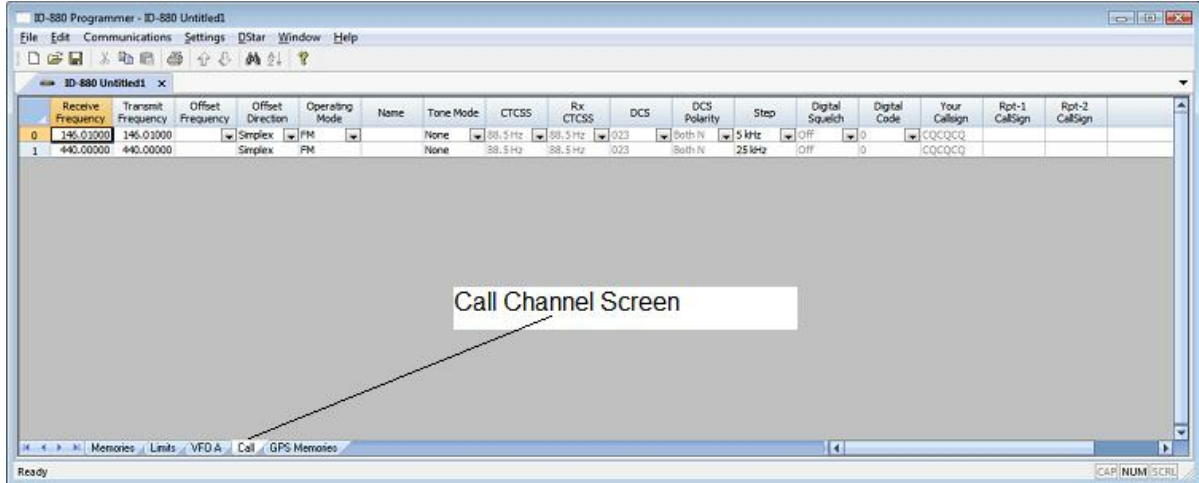 ID-880 Programmer - ID-880 Untitled1
File Edit Communications Settings DStar Window Help
ID-880 Untitled1 x
Receive Frequency Transmit Frequency Offset Frequency Offset Direction Operating Mode Name Tone Mode CTCSS Rx CTCSS DCS DCS Polarity Step Digital Squelch Digital Code Your Callsign Rpt-1 CallSign Rpt-2 CallSign
0 146.01000 146.01000 Simplex FM None 88.5 Hz 88.5 Hz 023 Both N 5 kHz Off 0 CQCQCQ
1 440.00000 440.00000 Simplex FM None 88.5 Hz 88.5 Hz 023 Both N 25 kHz Off 0 CQCQCQ
Call Channel Screen
Memories Limits VFO A Call GPS Memories
Ready CAP NUM SCRL